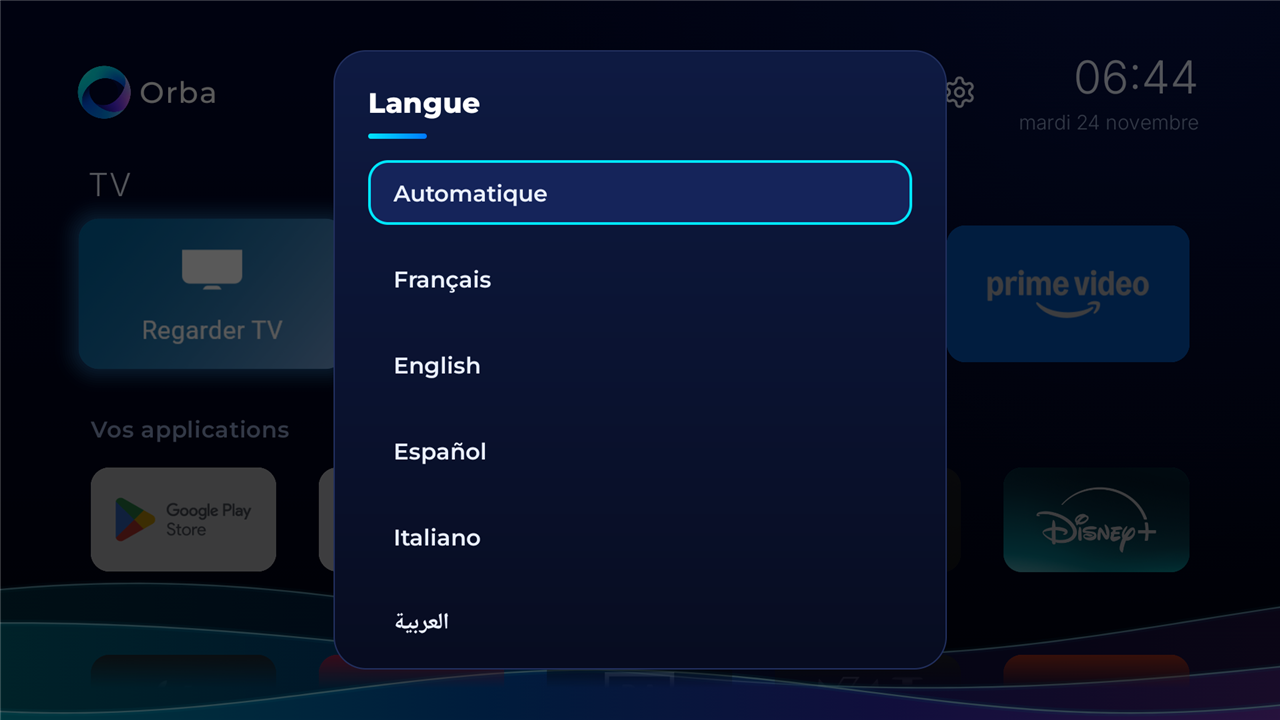 Orba
06:44
mardi 24 novembre
Langue
Automatique
Français
English
Español
Italiano
العربية
TV
Regarder TV
prime video
Vos applications
Google Play
Store
Disney+